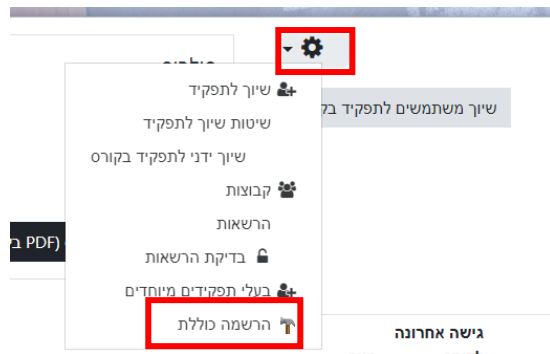 שיוך לתפקיד
שיטות שיוך לתפקיד
שיוך משתמשים לתפקיד
שיוך ידני לתפקיד בקורס
קבוצות
הרשאות
PDF)
בדיקת הרשאות
בעלי תפקידים מיוחדים
הרשמה כוללת
גישה אחרונה